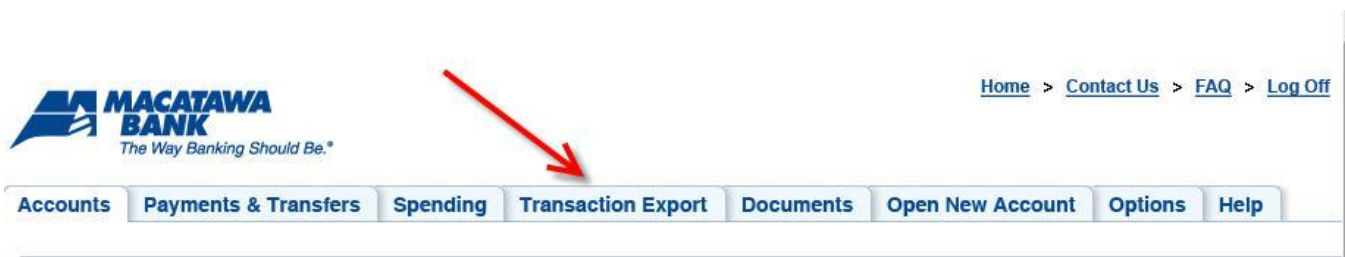 Home > Contact Us > FAQ > Log Off
MACATAWA
BANK
The Way Banking Should Be.®
Accounts Payments & Transfers Spending Transaction Export Documents Open New Account Options Help